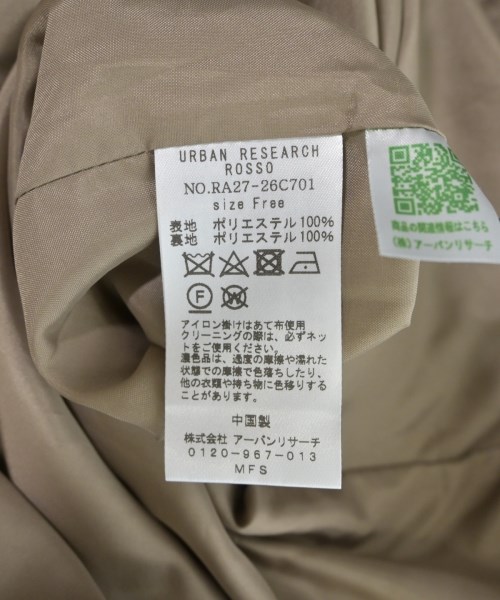 URBAN RESEARCH
ROSSO
NO.RA27-26C701
size Free
表地 ポリエステル100%
裏地 ポリエステル100%
F
W
アイロン掛けはあて布使用
クリーニングの際は、必ずネッ
トをご使用ください。
濃色品は、過度の摩擦や濡れた
状態での摩擦で色落ちしたり、
他の衣類や持ち物に色移りする
ことがあります。
中国製
株式会社 アーバンリサーチ
0120-967-013
MFS
商品の関連情報はこちら
(株)アーバンリサーチ